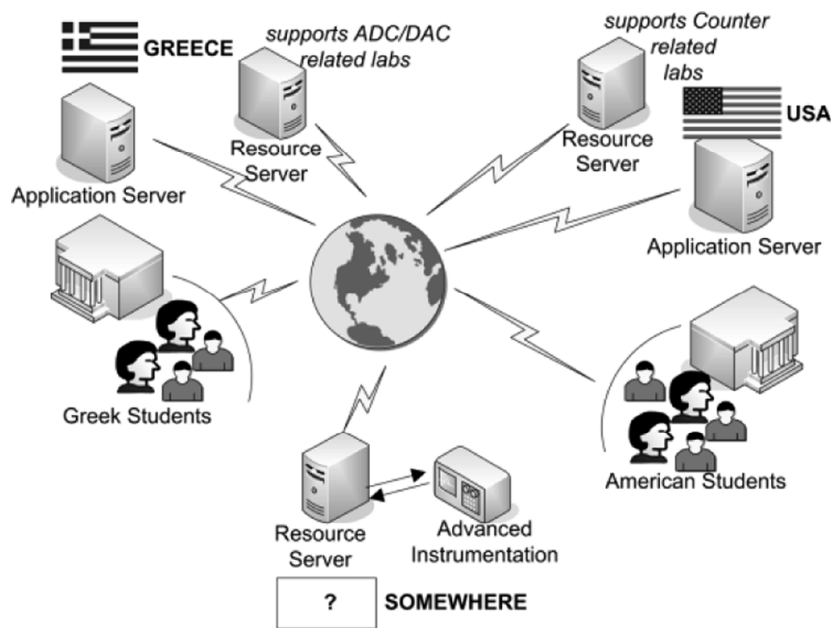 GREECE
supports ADC/DAC
related labs
Resource
Server
Application Server
supports Counter
related
labs
Resource
Server
USA
Application Server
Greek Students
American Students
Resource
Server
Advanced
Instrumentation
?
SOMEWHERE